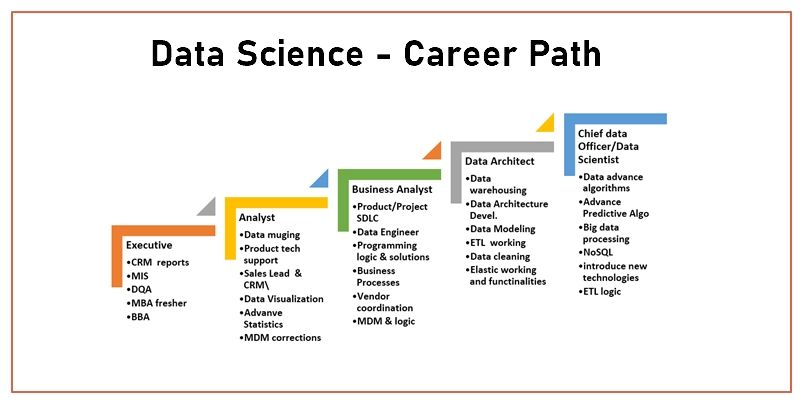 Data Science - Career Path
Executive
•CRM reports
•MIS
•DQA
•MBA fresher
•BBA
Analyst
•Data muging
•Product tech
support
•Sales Lead &
CRM\
•Data Visualization
•Advanve
Statistics
•MDM corrections
Business Analyst
•Product/Project
SDLC
•Data Engineer
•Programming
logic & solutions
•Business
Processes
•Vendor
coordination
•MDM & logic
Data Architect
•Data
warehousing
•Data Architecture
Devel.
•Data Modeling
•ETL working
•Data cleaning
•Elastic working
and functinalities
Chief data
Officer/Data
Scientist
•Data advance
algorithms
•Advance
Predictive Algo
•Big data
processing
•NoSQL
•introduce new
technologies
•ETL logic